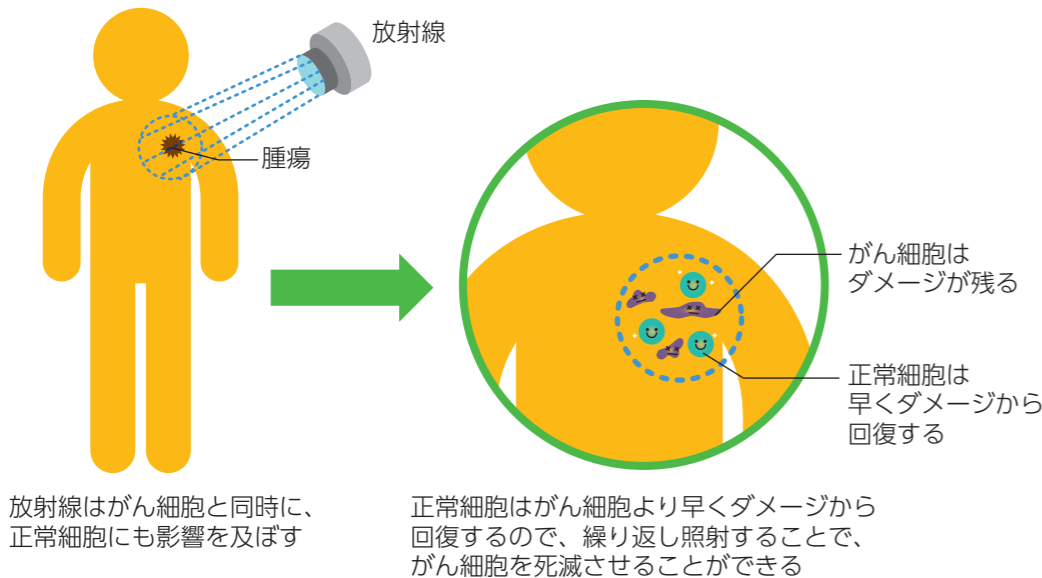 放射線
腫瘍
がん細胞は
ダメージが残る
正常細胞は
早くダメージから
回復する
放射線はがん細胞と同時に、
正常細胞にも影響を及ぼす
正常細胞はがん細胞より早くダメージから
回復するので、繰り返し照射することで、
がん細胞を死滅させることができる